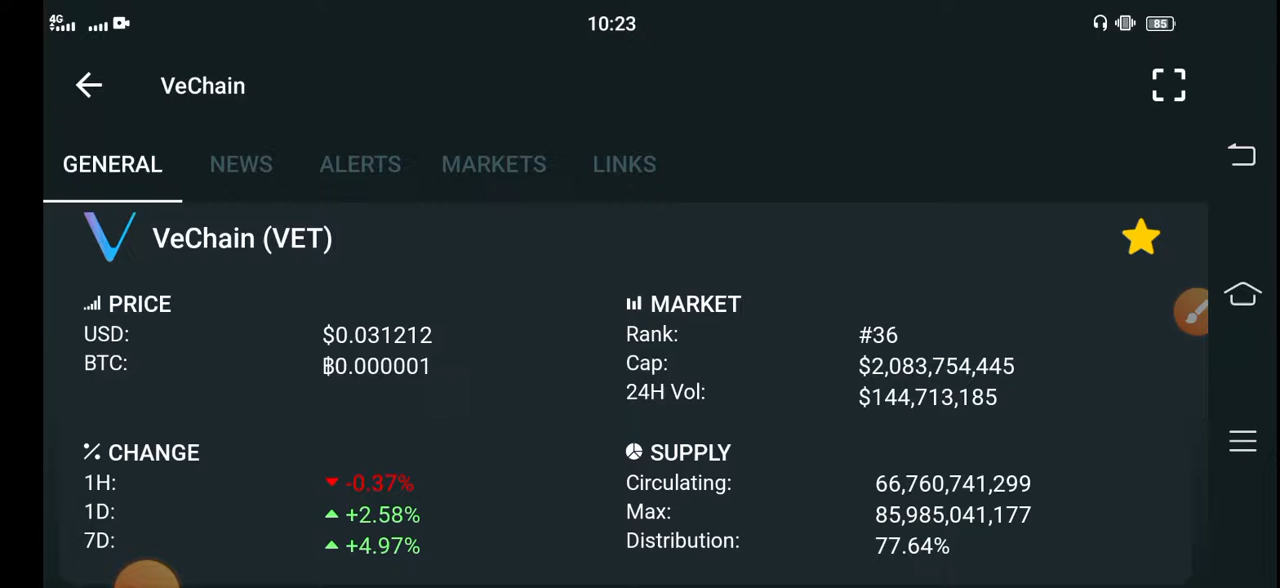 4G 10:23 85
VeChain
GENERAL NEWS ALERTS MARKETS LINKS
VeChain (VET)
PRICE
USD: $0.031212
BTC: ฿0.000001
MARKET
Rank: #36
Cap: $2,083,754,445
24H Vol: $144,713,185
CHANGE
1H: -0.37%
1D: +2.58%
7D: +4.97%
SUPPLY
Circulating: 66,760,741,299
Max: 85,985,041,177
Distribution: 77.64%